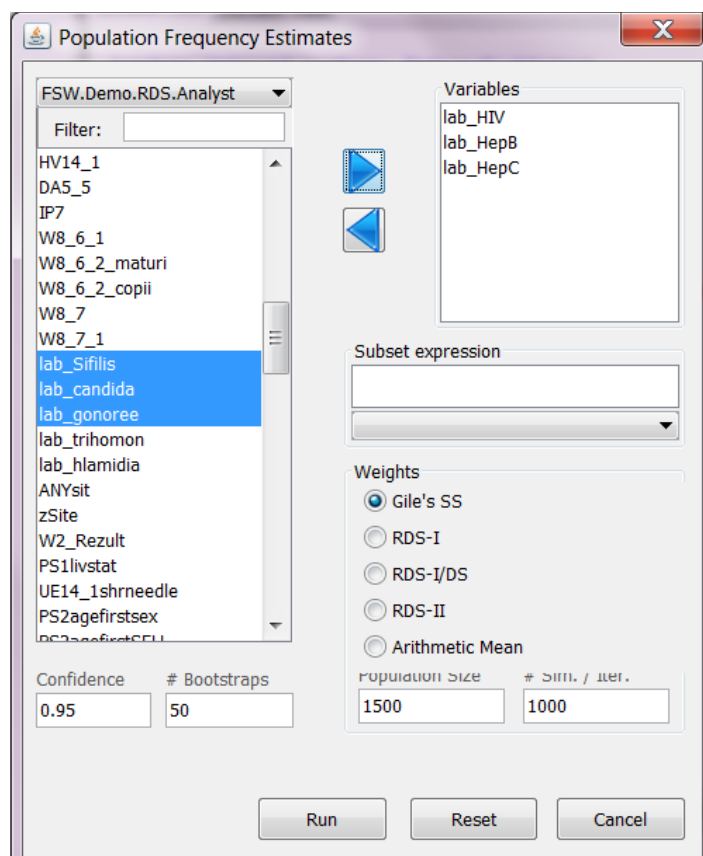 Population Frequency Estimates
X
FSW.Demo.RDS.Analyst
Filter:
HV14_1
DA5_5
IP7
W8_6_1
W8_6_2_maturi
W8_6_2_copii
W8_7
W8_7_1
lab_Sifilis
lab_candida
lab_gonoree
lab_trihomon
lab_hlamidia
ANYsit
zSite
W2_Rezult
PS1livstat
UE14_1shrneedle
PS2agefirstsex
PS2agefirstSELL
Variables
lab_HIV
lab_HepB
lab_HepC
Subset expression
Weights
Gile's SS
RDS-I
RDS-I/DS
RDS-II
Arithmetic Mean
Confidence # Bootstraps
0.95 50
Population Size # Sim. / Iter.
1500 1000
Run Reset Cancel